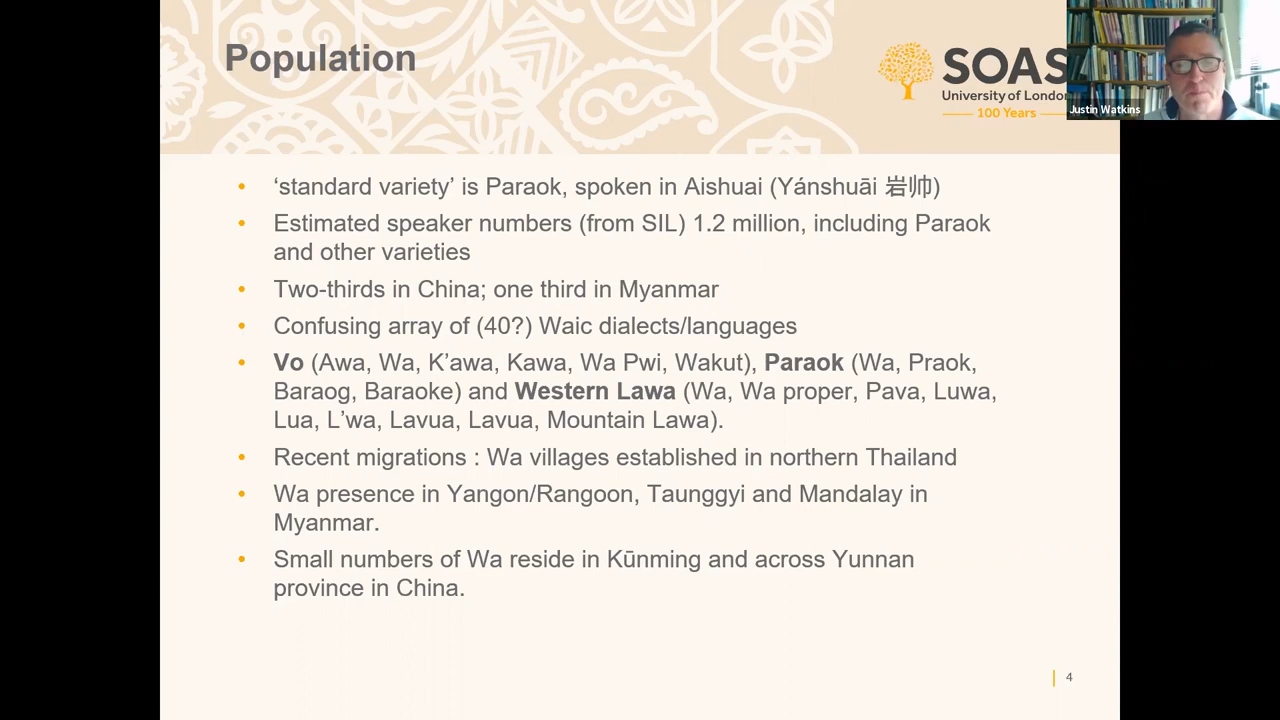 Population
SOAS
University of London
100 Years
Justin Watkins
• ‘standard variety’ is Paraok, spoken in Aishuai (Yánshuāi 岩帅)
• Estimated speaker numbers (from SIL) 1.2 million, including Paraok
and other varieties
• Two-thirds in China; one third in Myanmar
• Confusing array of (40?) Waic dialects/languages
• Vo (Awa, Wa, K’awa, Kawa, Wa Pwi, Wakut), Paraok (Wa, Praok,
Baraog, Baraoke) and Western Lawa (Wa, Wa proper, Pava, Luwa,
Lua, L’wa, Lavua, Lavua, Mountain Lawa).
• Recent migrations : Wa villages established in northern Thailand
• Wa presence in Yangon/Rangoon, Taunggyi and Mandalay in
Myanmar.
• Small numbers of Wa reside in Kūnming and across Yunnan
province in China.
4